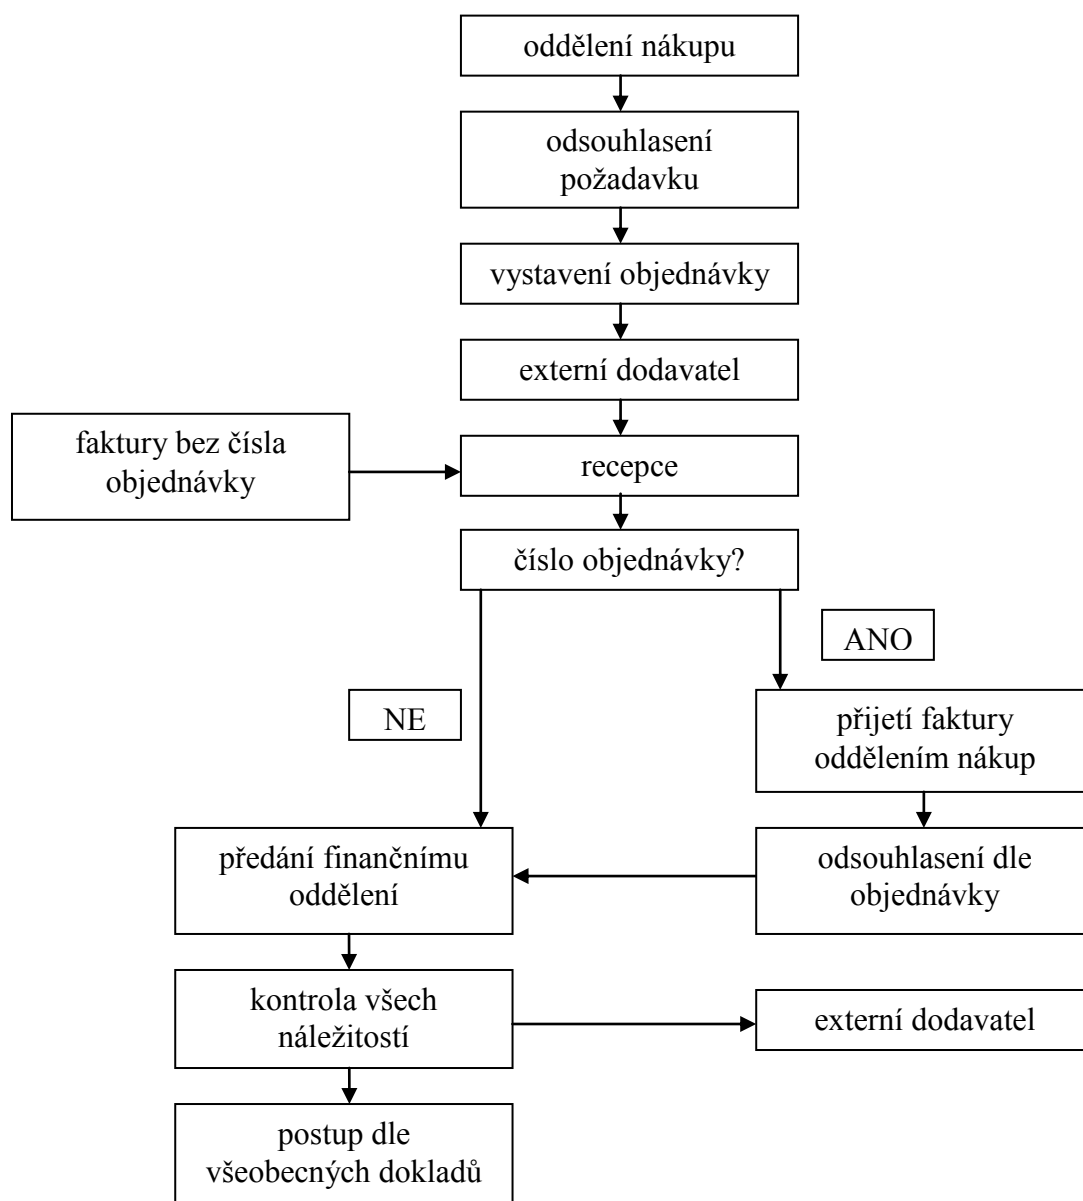 oddělení nákupu
odsouhlasení
požadavku
vystavení objednávky
externí dodavatel
faktury bez čísla
objednávky
recepce
číslo objednávky?
ANO
NE
přijetí faktury
oddělením nákup
předání finančnímu
oddělení
odsouhlasení dle
objednávky
kontrola všech
náležitostí
externí dodavatel
postup dle
všeobecných dokladů